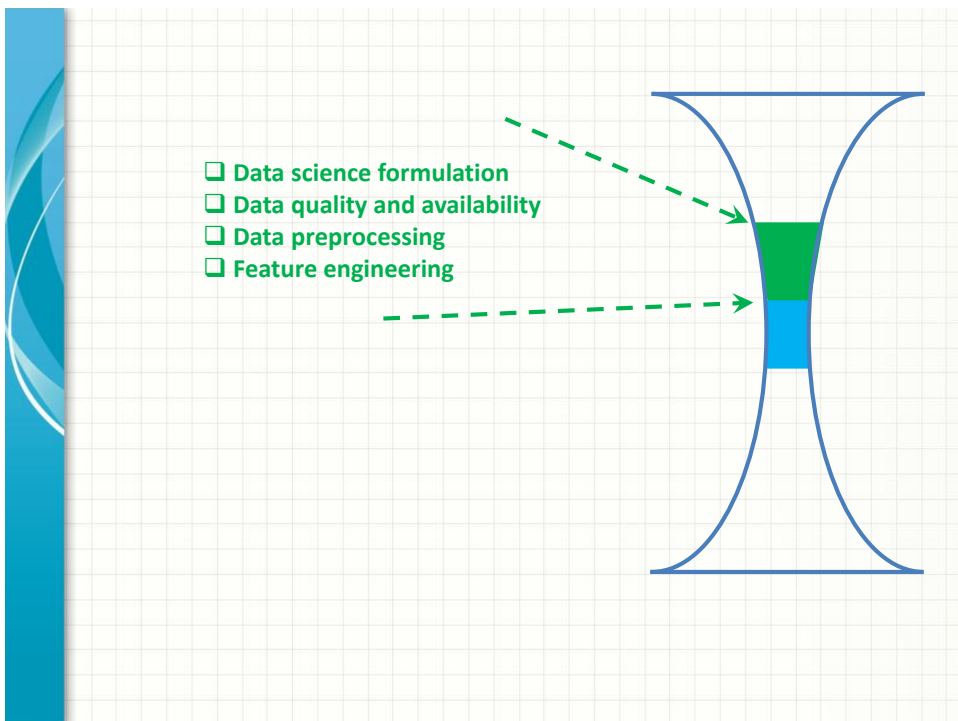 ❑ Data science formulation
❑ Data quality and availability
❑ Data preprocessing
❑ Feature engineering